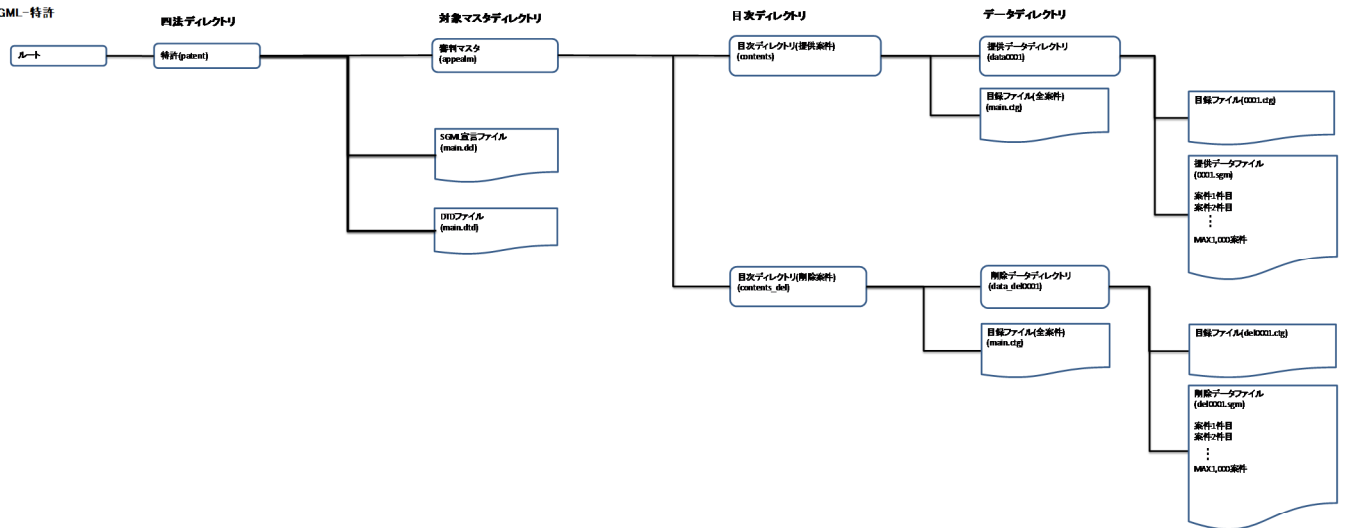 GML-特許
四法ディレクトリ
対象マスタディレクトリ
目次ディレクトリ
データディレクトリ
ルート
特許(patent)
審判マスタ
(appealm)
目次ディレクトリ(提供案件)
(contents)
提供データディレクトリ
(data0001)
目録ファイル(全案件)
(main.ctg)
目録ファイル(0001.ctg)
SGML宣言ファイル
(main.dcl)
提供データファイル
(0001.sgm)
案件1件目
案件2件目
⋮
MAX1,000案件
DTDファイル
(main.dtd)
目次ディレクトリ(削除案件)
(contents_del)
削除データディレクトリ
(data_del0001)
目録ファイル(全案件)
(main.ctg)
目録ファイル(del0001.ctg)
削除データファイル
(del0001.sgm)
案件1件目
案件2件目
⋮
MAX1,000案件